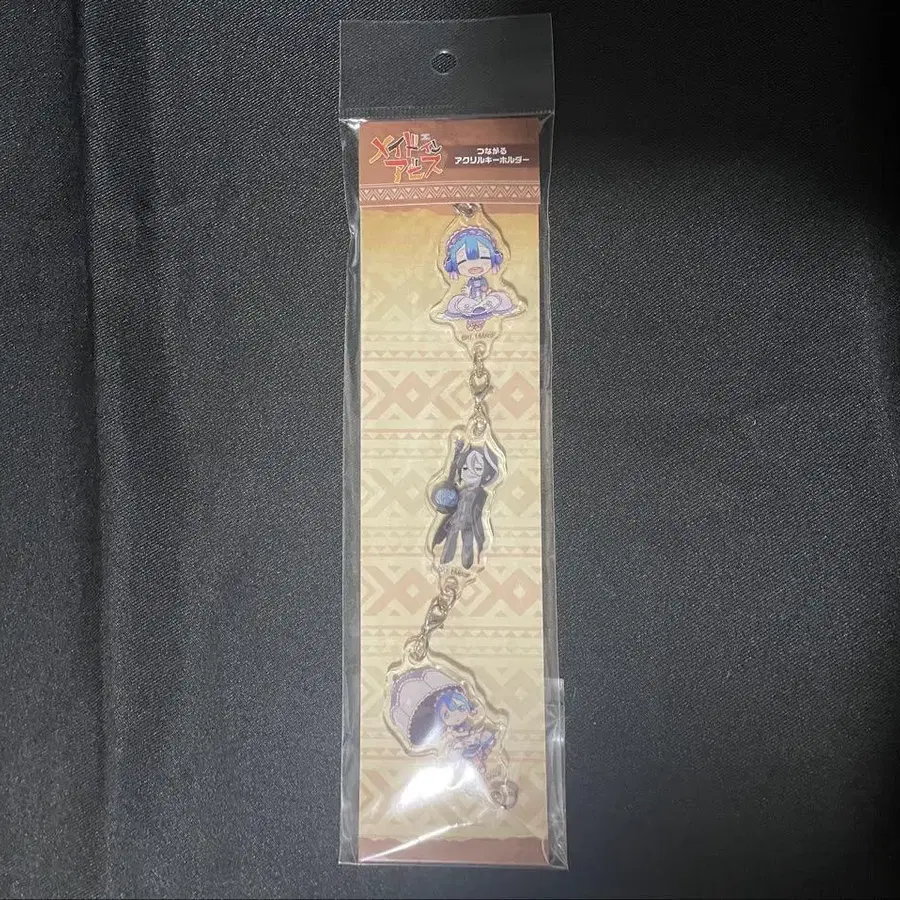 メイドイン
アビス
つながる
アクリルキーホルダー